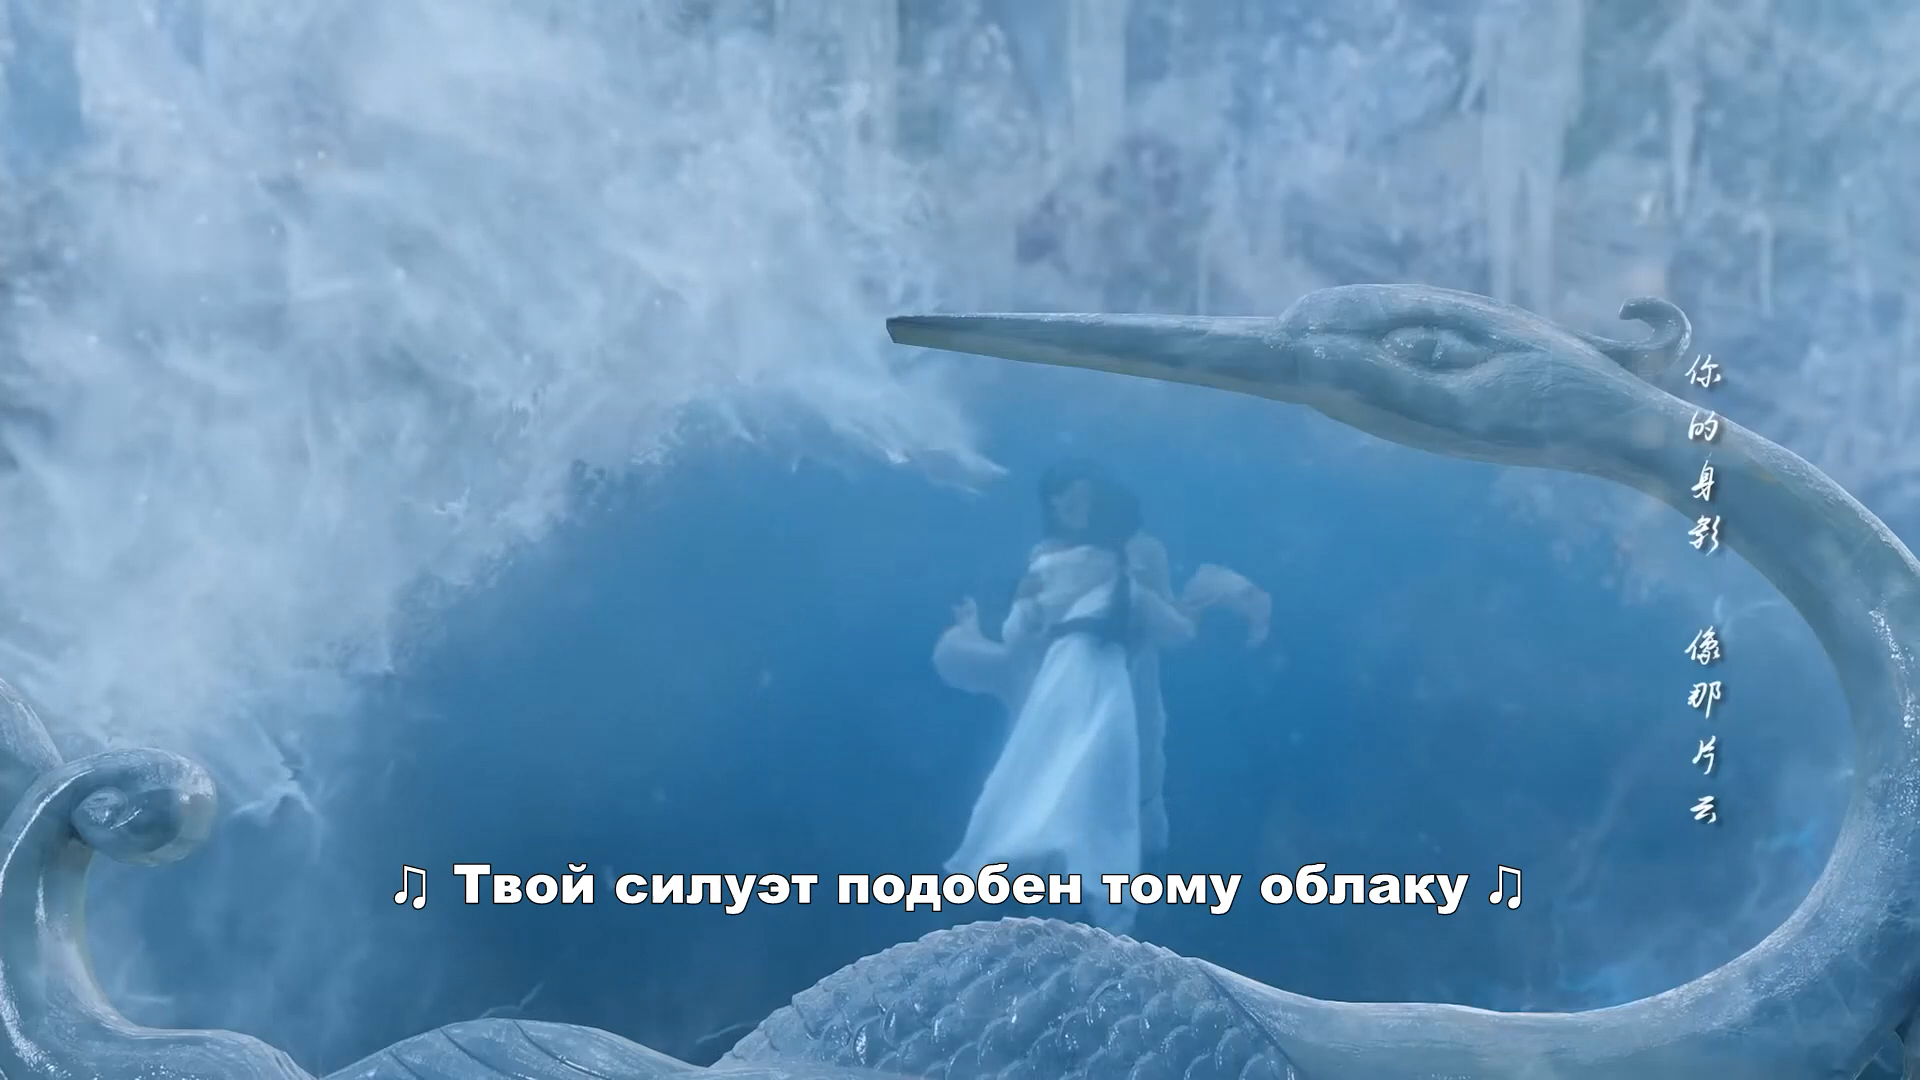 你的身影 像那片云
♫ Твой силуэт подобен тому облаку ♫